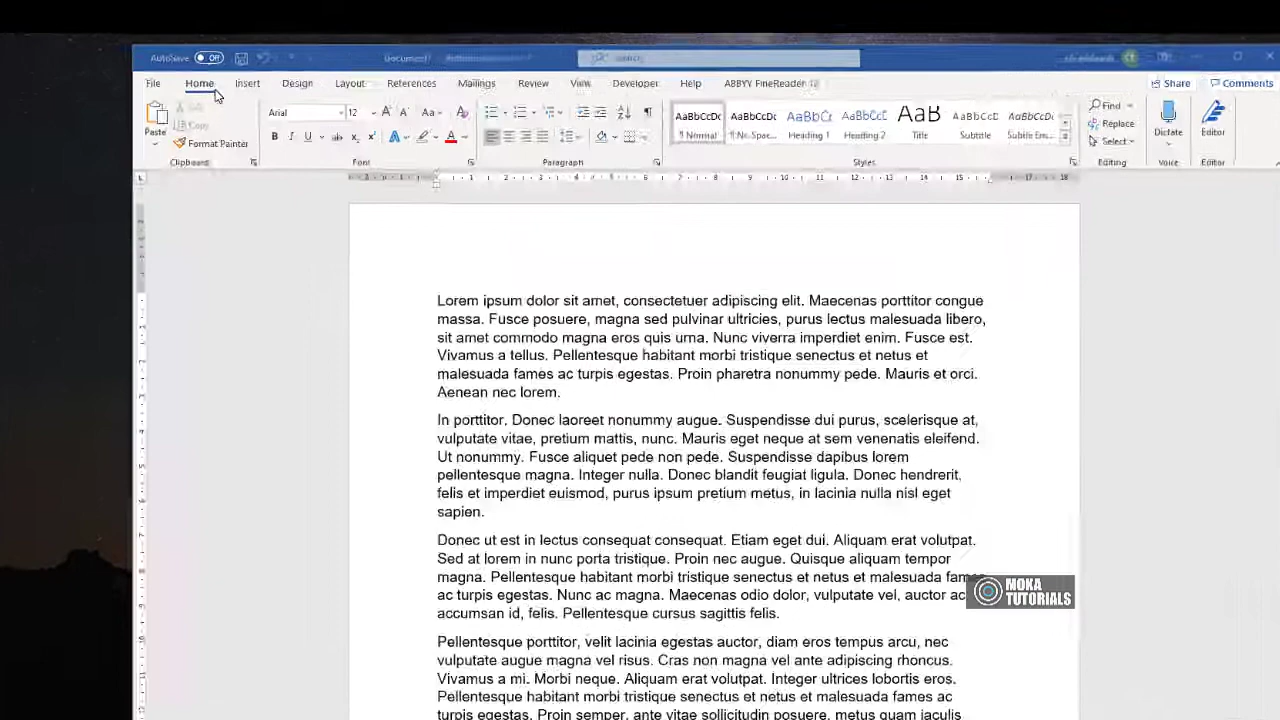 AutoSave Off Document1
File Home Insert Design Layout References Mailings Review View Developer Help ABBYY FineReader Share Comments
Paste
Copy
Format Painter
Clipboard
Arial 12
Font
Paragraph
AaBbCcDc AaBbCcDc AaBbCc AaBbCcC AaB AaBbCcD AaBbCcDc
¶ Normal Heading 1 Heading 2 Title Subtitle
Styles
Find
Replace
Select
Editing
Dictate
Voice
Editor
Editor
Lorem ipsum dolor sit amet, consectetuer adipiscing elit. Maecenas porttitor congue
massa. Fusce posuere, magna sed pulvinar ultricies, purus lectus malesuada libero,
sit amet commodo magna eros quis urna. Nunc viverra imperdiet enim. Fusce est.
Vivamus a tellus. Pellentesque habitant morbi tristique senectus et netus et
malesuada fames ac turpis egestas. Proin pharetra nonummy pede. Mauris et orci.
Aenean nec lorem.
In porttitor. Donec laoreet nonummy augue. Suspendisse dui purus, scelerisque at,
vulputate vitae, pretium mattis, nunc. Mauris eget neque at sem venenatis eleifend.
Ut nonummy. Fusce aliquet pede non pede. Suspendisse dapibus lorem
pellentesque magna. Integer nulla. Donec blandit feugiat ligula. Donec hendrerit,
felis et imperdiet euismod, purus ipsum pretium metus, in lacinia nulla nisl eget
sapien.
Donec ut est in lectus consequat consequat. Etiam eget dui. Aliquam erat volutpat.
Sed at lorem in nunc porta tristique. Proin nec augue. Quisque aliquam tempor
magna. Pellentesque habitant morbi tristique senectus et netus et malesuada fames
ac turpis egestas. Nunc ac magna. Maecenas odio dolor, vulputate vel, auctor ac
accumsan id, felis. Pellentesque cursus sagittis felis.
MOKA
TUTORIALS
Pellentesque porttitor, velit lacinia egestas auctor, diam eros tempus arcu, nec
vulputate augue magna vel risus. Cras non magna vel ante adipiscing rhoncus.
Vivamus a mi. Morbi neque. Aliquam erat volutpat. Integer ultrices lobortis eros.
Pellentesque habitant morbi tristique senectus et netus et malesuada fames ac
turpis egestas. Proin semper, ante vitae sollicitudin posuere, metus quam iaculis